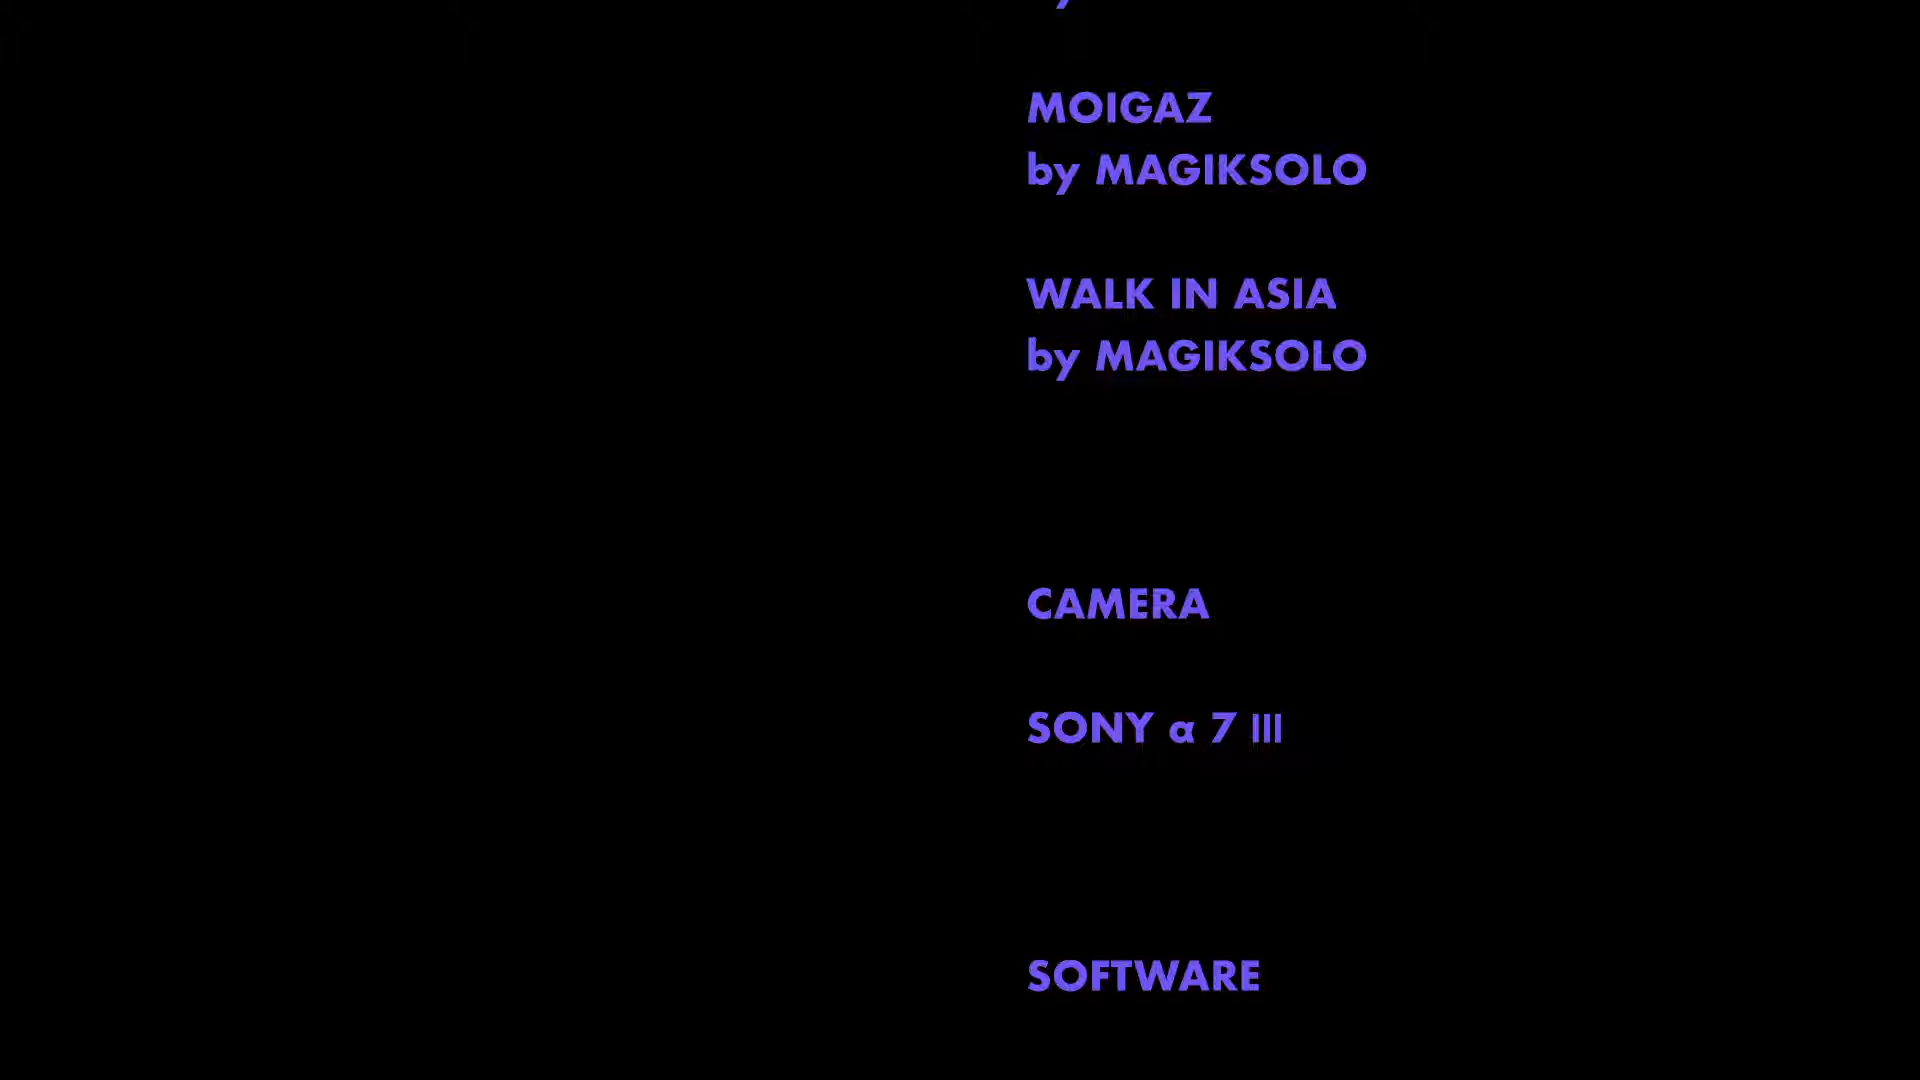 MOIGAZ
by MAGIKSOLO
WALK IN ASIA
by MAGIKSOLO
CAMERA
SONY α 7 III
SOFTWARE